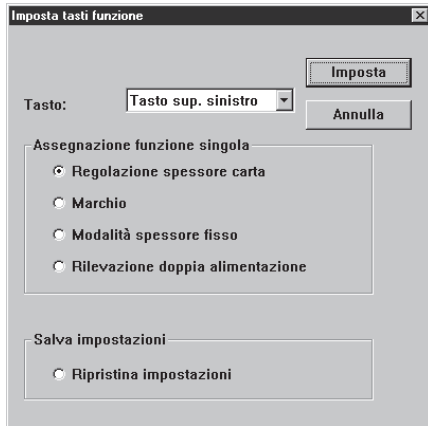 Imposta tasti funzione
Imposta
Tasto: Tasto sup. sinistro
Annulla
Assegnazione funzione singola
Regolazione spessore carta
Marchio
Modalità spessore fisso
Rilevazione doppia alimentazione
Salva impostazioni
Ripristina impostazioni